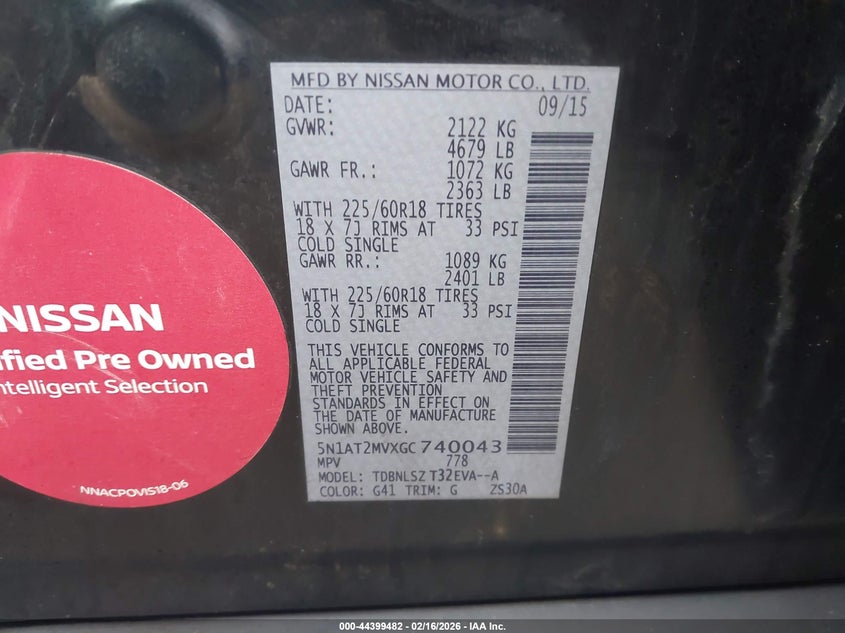 MFD BY NISSAN MOTOR CO., LTD.
DATE: 09/15
GVWR: 2122 KG
4679 LB
GAWR FR.: 1072 KG
2363 LB
WITH 225/60R18 TIRES
18 X 7J RIMS AT 33 PSI
COLD SINGLE
GAWR RR.: 1089 KG
2401 LB
WITH 225/60R18 TIRES
18 X 7J RIMS AT 33 PSI
COLD SINGLE
THIS VEHICLE CONFORMS TO
ALL APPLICABLE FEDERAL
MOTOR VEHICLE SAFETY AND
THEFT PREVENTION
STANDARDS IN EFFECT ON
THE DATE OF MANUFACTURE
SHOWN ABOVE.
5N1AT2MVXGC740043
MPV 778
MODEL: TDBNLSZ T32EVA--A
COLOR: G41 TRIM: G ZS30A
NISSAN
ified Pre Owned
ntelligent Selection
NNACPOVIS18-06
000-44399482 - 02/16/2026 - IAA Inc.